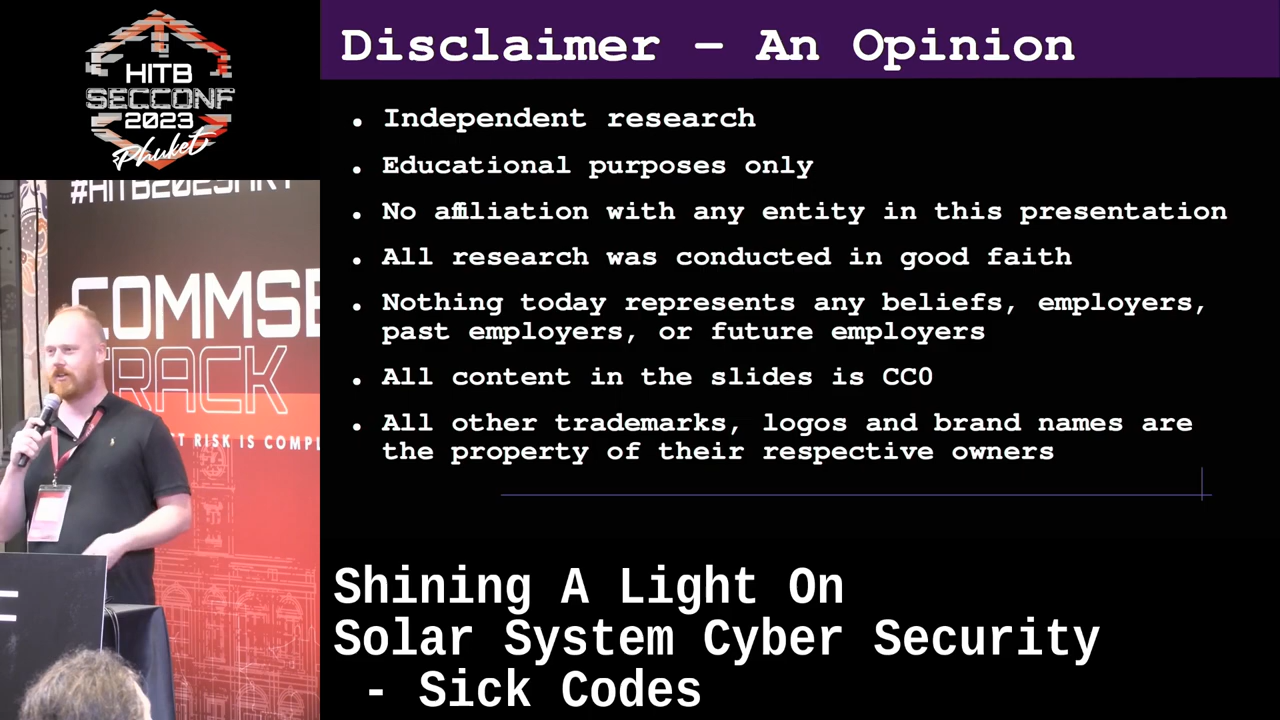 HITB
SECCONF
2023
Phuket
Disclaimer – An Opinion
• Independent research
• Educational purposes only
• No affiliation with any entity in this presentation
• All research was conducted in good faith
• Nothing today represents any beliefs, employers,
past employers, or future employers
• All content in the slides is CC0
• All other trademarks, logos and brand names are
the property of their respective owners
COMMSE
TRACK
RISK IS COMPL
Shining A Light On
Solar System Cyber Security
- Sick Codes